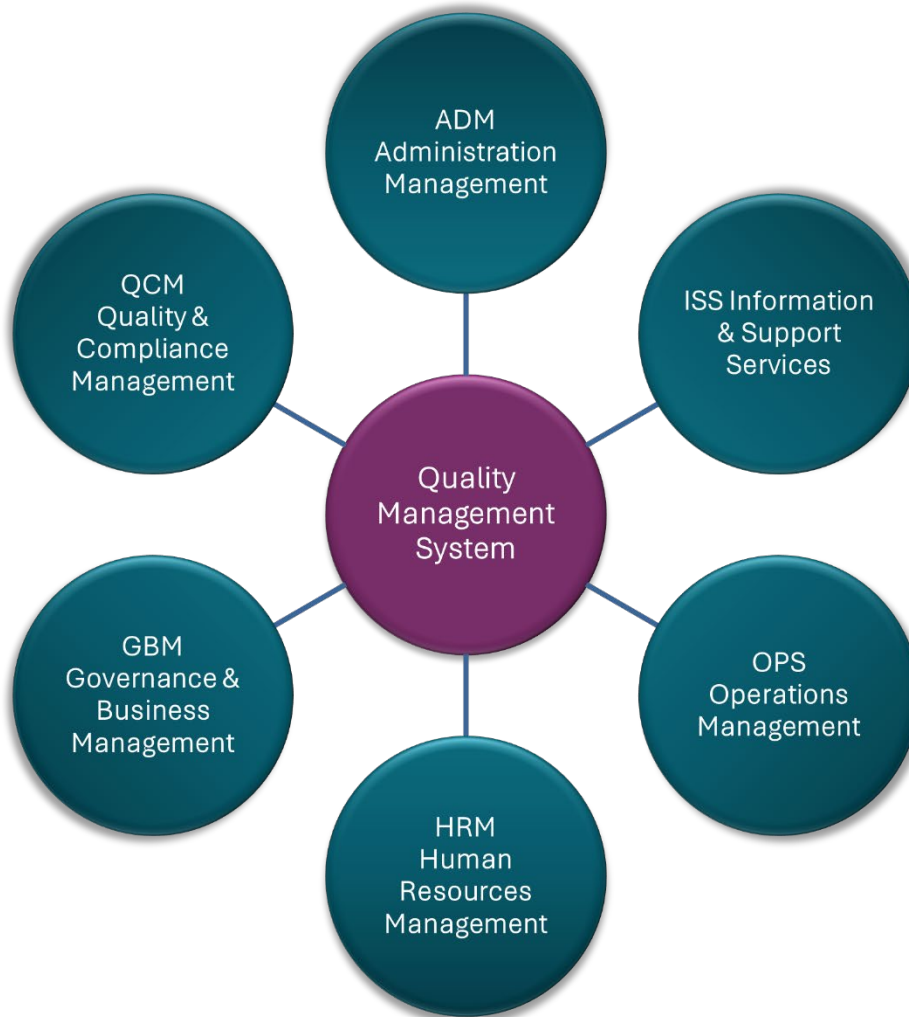 ADM
Administration
Management
QCM
Quality &
Compliance
Management
ISS Information
& Support
Services
Quality
Management
System
GBM
Governance &
Business
Management
OPS
Operations
Management
HRM
Human
Resources
Management